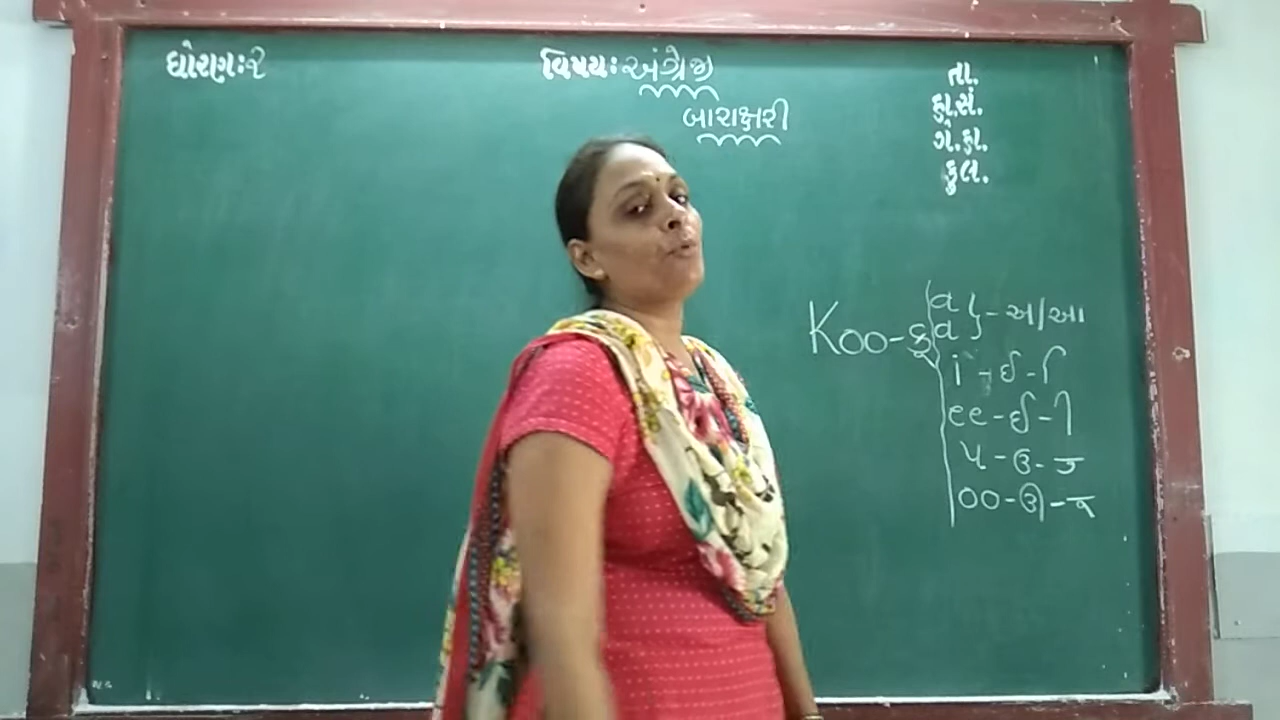 ધોરણઃ૨
વિષયઃઅંગ્રેજી
બારાક્ષરી
તા.
હા.સં.
ગે.હા.
કુલ.
Koo-કૂ
a
a } - અ/આ
i - ઈ - િ
ee - ઈ - ી
u - ઉ - ુ
oo - ઊ - ૂ